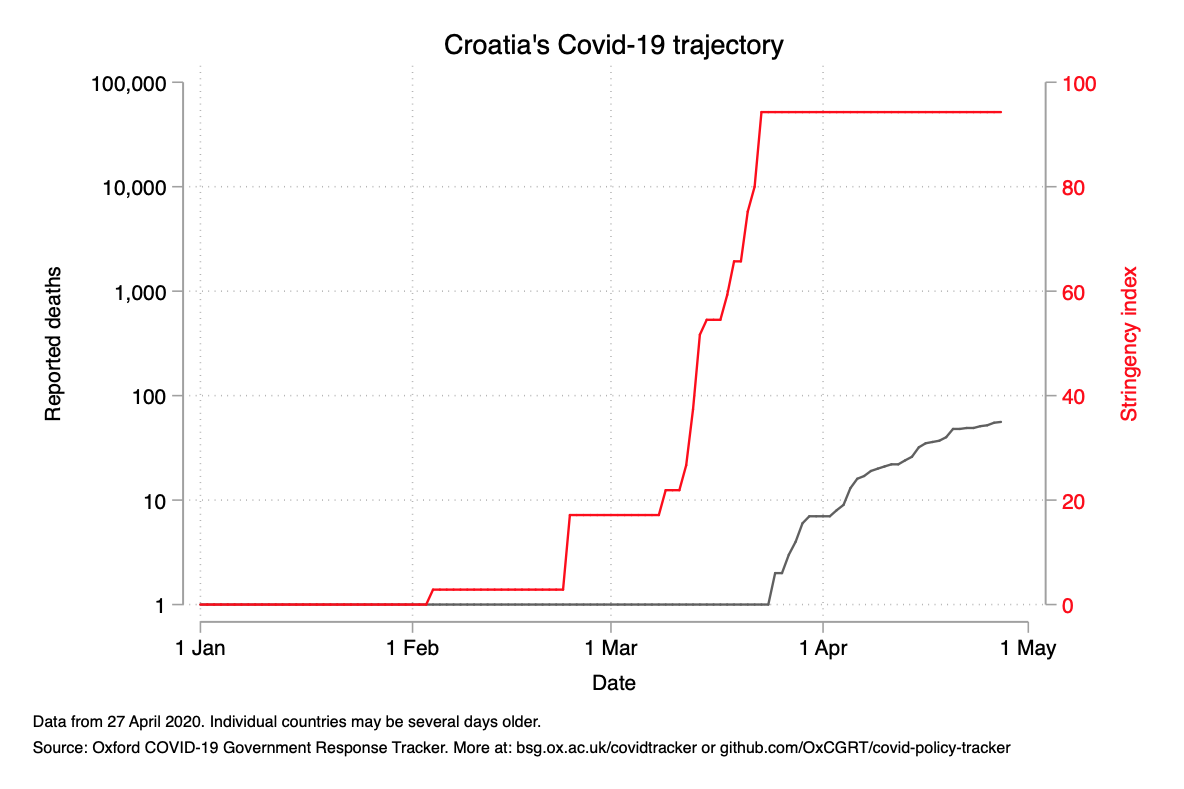 Croatia's Covid-19 trajectory
100,000
10,000
1,000
100
10
1
Reported deaths
100
80
60
40
20
0
Stringency index
1 Jan 1 Feb 1 Mar 1 Apr 1 May
Date
Data from 27 April 2020. Individual countries may be several days older.
Source: Oxford COVID-19 Government Response Tracker. More at: bsg.ox.ac.uk/covidtracker or github.com/OxCGRT/covid-policy-tracker